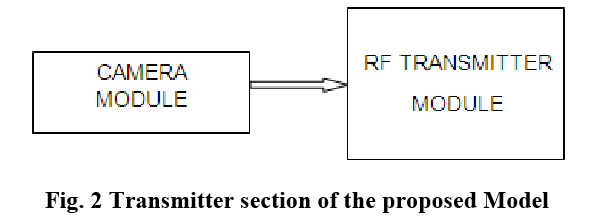 CAMERA
MODULE
RF TRANSMITTER
MODULE
Fig. 2 Transmitter section of the proposed Model